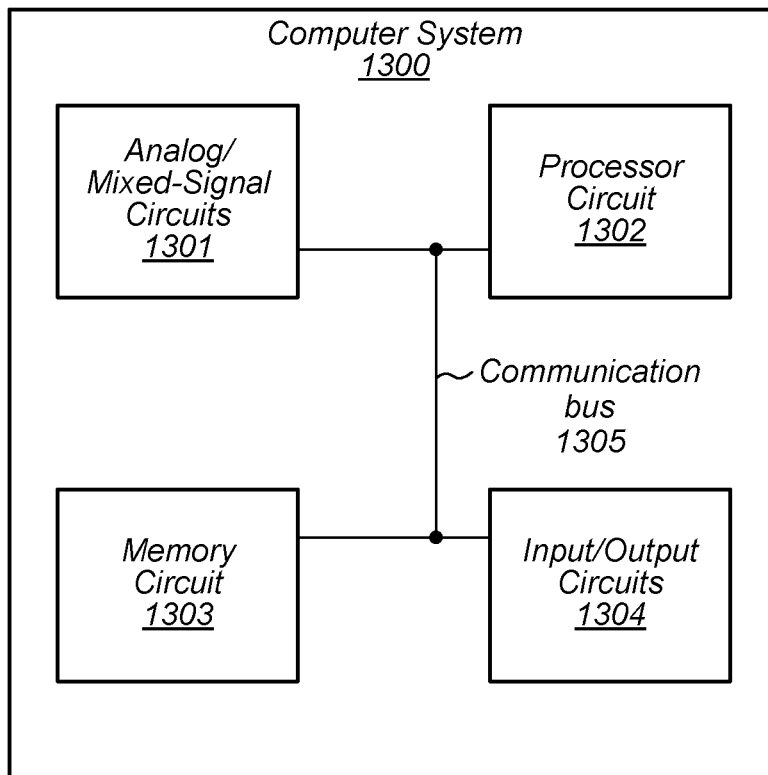 Computer System
1300
Analog/
Mixed-Signal
Circuits
1301
Processor
Circuit
1302
Communication
bus
1305
Memory
Circuit
1303
Input/Output
Circuits
1304